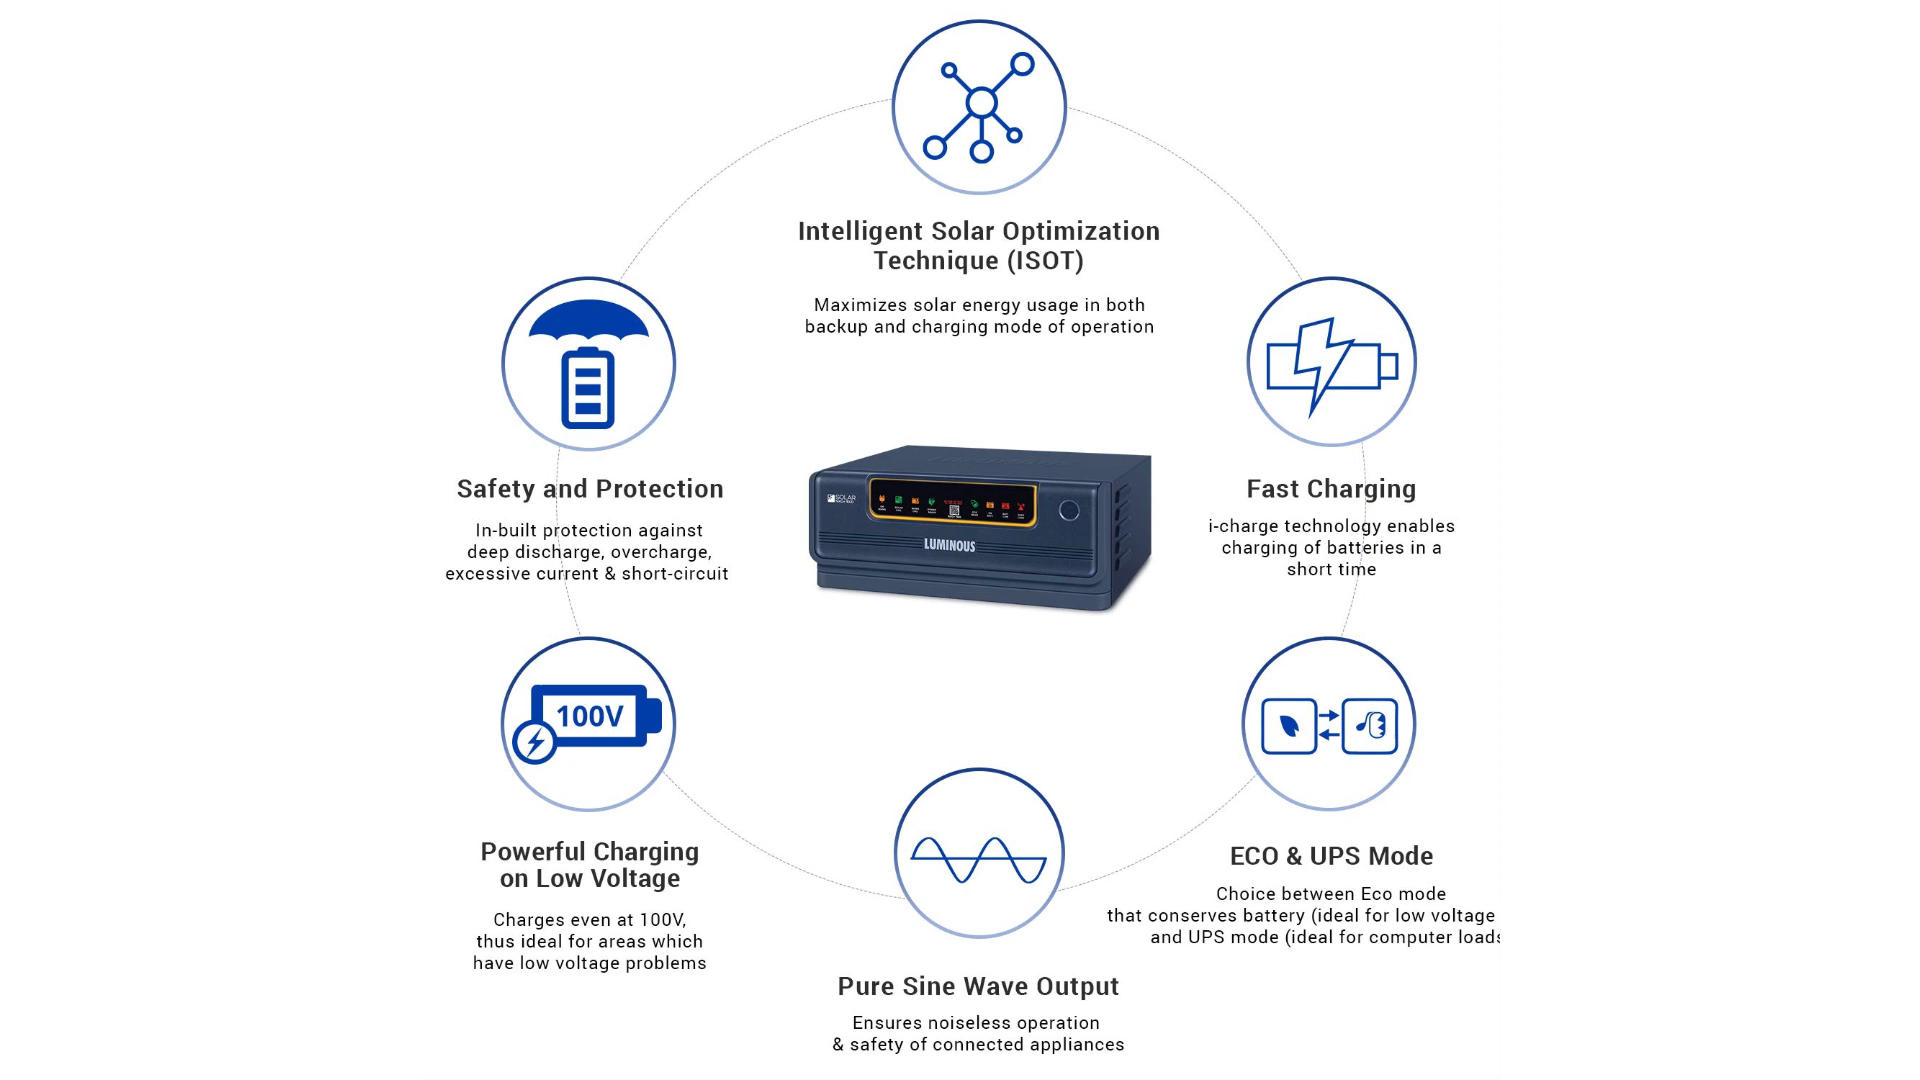 Intelligent Solar Optimization
Technique (ISOT)
Maximizes solar energy usage in both
backup and charging mode of operation
Safety and Protection
In-built protection against
deep discharge, overcharge,
excessive current & short-circuit
Fast Charging
i-charge technology enables
charging of batteries in a
short time
SOLAR
LUMINOUS
100V
Powerful Charging
on Low Voltage
Charges even at 100V,
thus ideal for areas which
have low voltage problems
ECO & UPS Mode
Choice between Eco mode
that conserves battery (ideal for low voltage
and UPS mode (ideal for computer loads
Pure Sine Wave Output
Ensures noiseless operation
& safety of connected appliances